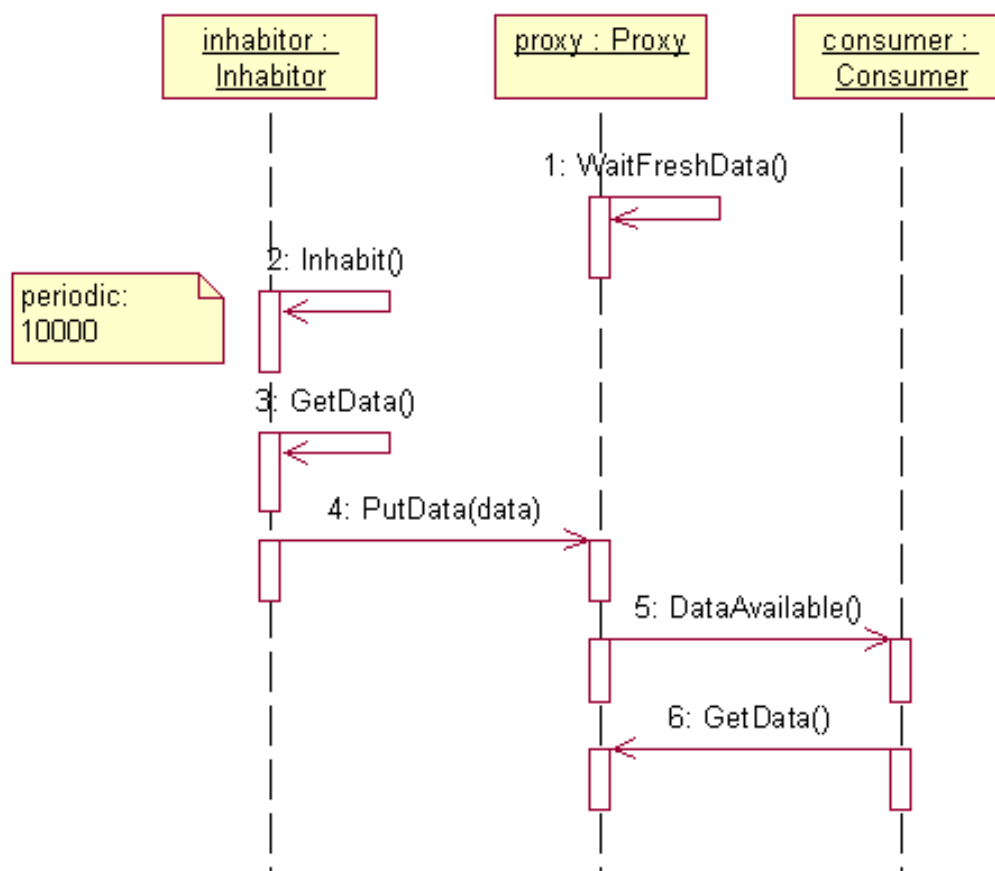 inhabitor :
Inhabitor
proxy : Proxy
consumer :
Consumer
1: WaitFreshData()
2: Inhabit()
periodic:
10000
3: GetData()
4: PutData(data)
5: DataAvailable()
6: GetData()